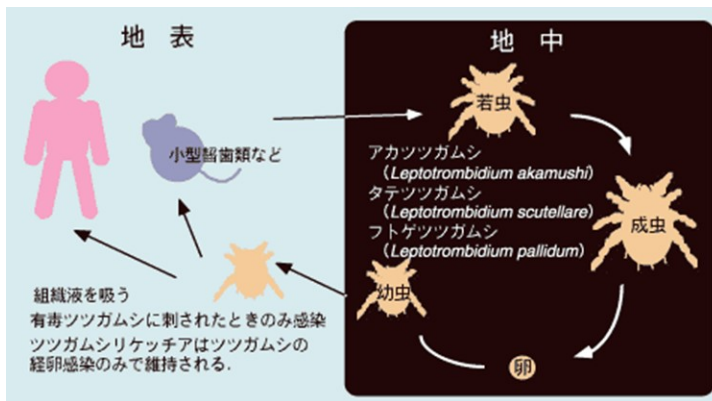 地表
地中
若虫
小型齧歯類など
アカツツガムシ
(Leptotrombidium akamushi)
タテツツガムシ
(Leptotrombidium scutellare)
フトゲツツガムシ
(Leptotrombidium pallidum)
成虫
幼虫
卵
組織液を吸う
有毒ツツガムシに刺されたときのみ感染
ツツガムシリケッチアはツツガムシの
経卵感染のみで維持される.